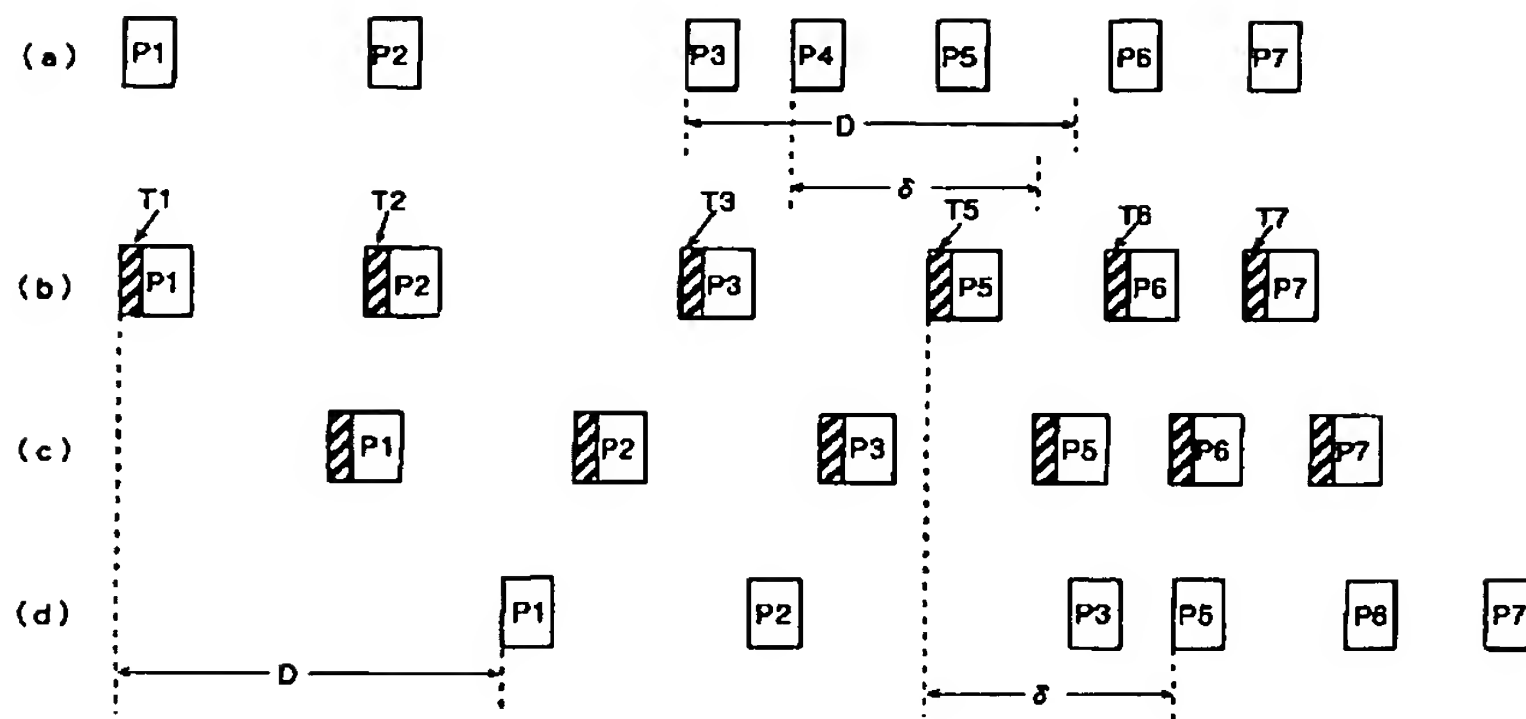 (a) P1 P2 P3 P4 P5 P6 P7
D
δ
T1 T2 T3 T5 T6 T7
(b) P1 P2 P3 P5 P6 P7
(c) P1 P2 P3 P5 P6 P7
(d) P1 P2 P3 P5 P6 P7
D
δ